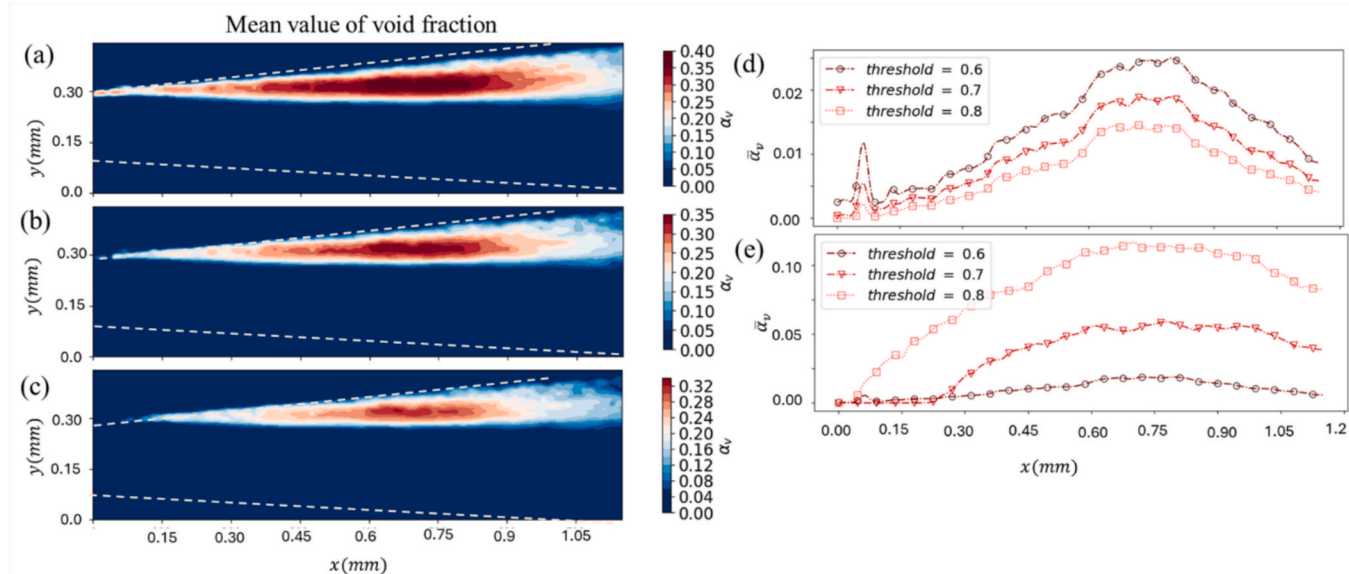 Mean value of void fraction
(a)
y(mm)
0.30
0.15
0.0
0.40
0.35
0.30
0.25
0.20
0.15
0.10
0.05
0.00
αv
(b)
y(mm)
0.30
0.15
0.0
0.35
0.30
0.25
0.20
0.15
0.10
0.05
0.00
αv
(c)
y(mm)
0.30
0.15
0.0
0.15
0.30
0.45
0.6
0.75
0.9
1.05
x(mm)
0.32
0.28
0.24
0.20
0.16
0.12
0.08
0.04
0.00
αv
(d)
threshold = 0.6
threshold = 0.7
threshold = 0.8
0.02
0.01
0.00
ᾱv
(e)
threshold = 0.6
threshold = 0.7
threshold = 0.8
0.10
0.05
0.00
ᾱv
0.00
0.15
0.30
0.45
0.60
0.75
0.90
1.05
1.2
x(mm)